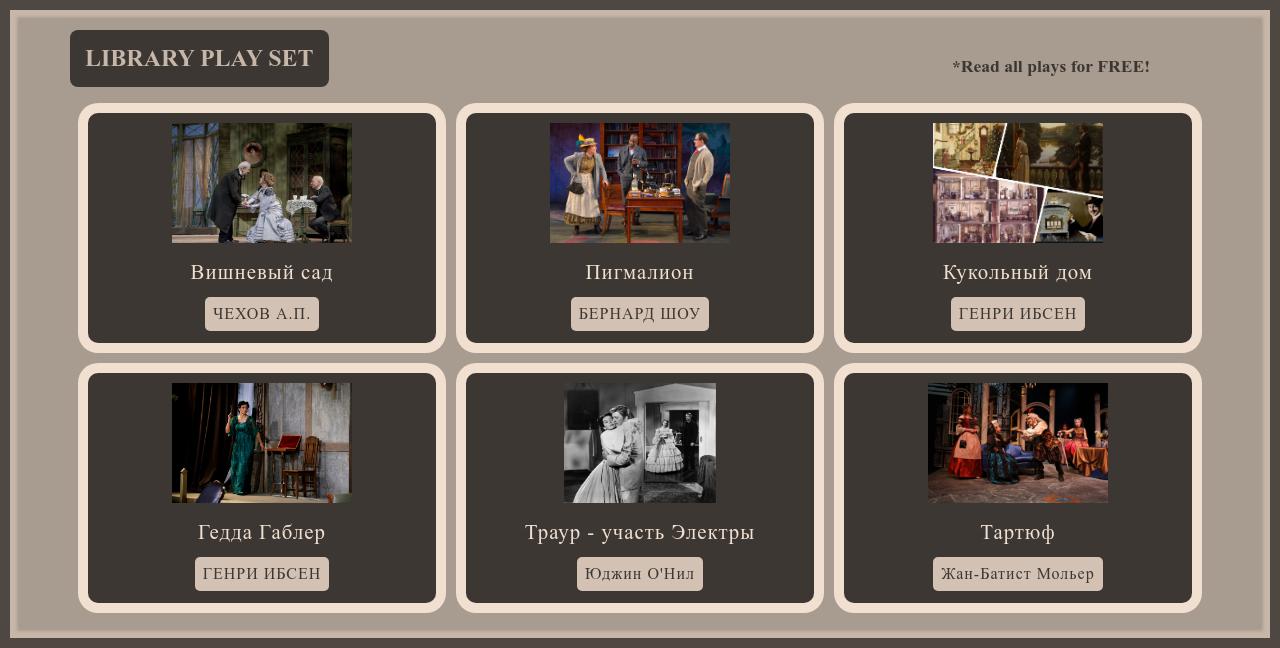 LIBRARY PLAY SET
*Read all plays for FREE!
Вишневый сад
ЧЕХОВ А.П.
Пигмалион
БЕРНАРД ШОУ
Кукольный дом
ГЕНРИ ИБСЕН
Гедда Габлер
ГЕНРИ ИБСЕН
Траур - участь Электры
Юджин О'Нил
Тартюф
Жан-Батист Мольер